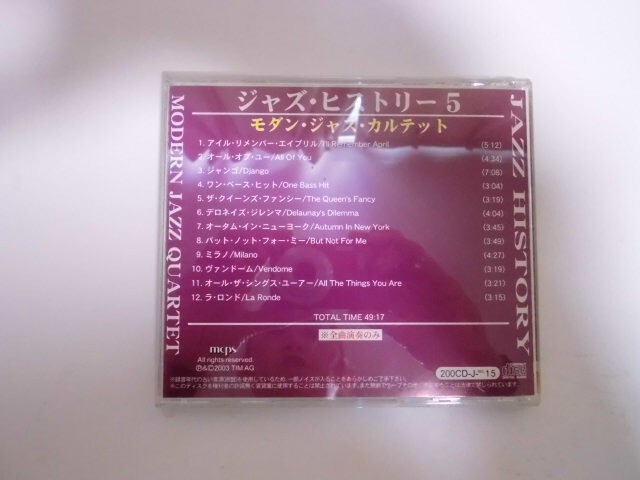 ジャズ・ヒストリー 5
モダン・ジャズ・カルテット
1. アイル・リメンバー・エイプリル/I'll Remember April (5:12)
2. オール・オブ・ユー/All Of You (4:34)
3. ジャンゴ/Django (7:08)
4. ワン・ベース・ヒット/One Bass Hit (3:04)
5. ザ・クイーンズ・ファンシー/The Queen's Fancy (3:19)
6. デロネイズ・ジレンマ/Delaunay's Dilemma (4:04)
7. オータム・イン・ニューヨーク/Autumn In New York (3:45)
8. バット・ノット・フォー・ミー/But Not For Me (3:49)
9. ミラノ/Milano (4:27)
10. ヴァンドーム/Vendome (3:19)
11. オール・ザ・シングス・ユー・アー/All The Things You Are (3:21)
12. ラ・ロンド/La Ronde (3:15)
TOTAL TIME 49:17
※全曲演奏のみ
mcps
All rights reserved.
Ⓟ&©2003 TIM AG
200CD-J- 15
MODERN JAZZ QUARTET
JAZZ HISTORY